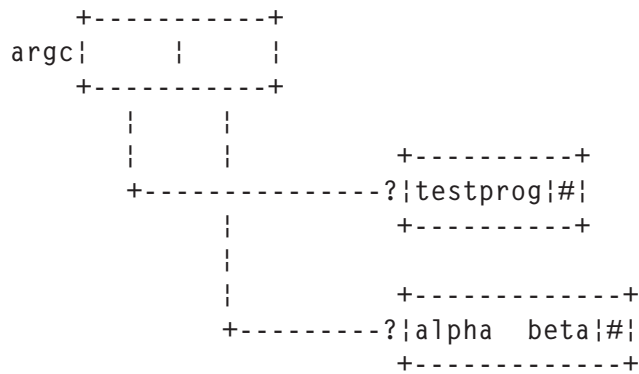 +-----------+
argc¦     ¦     ¦
     +-----------+
        ¦     ¦
        ¦     ¦          +----------+
        +---------------?¦testprog¦#¦
              ¦          +----------+
              ¦
              ¦          +-------------+
              +---------?¦alpha  beta¦#¦
                         +-------------+